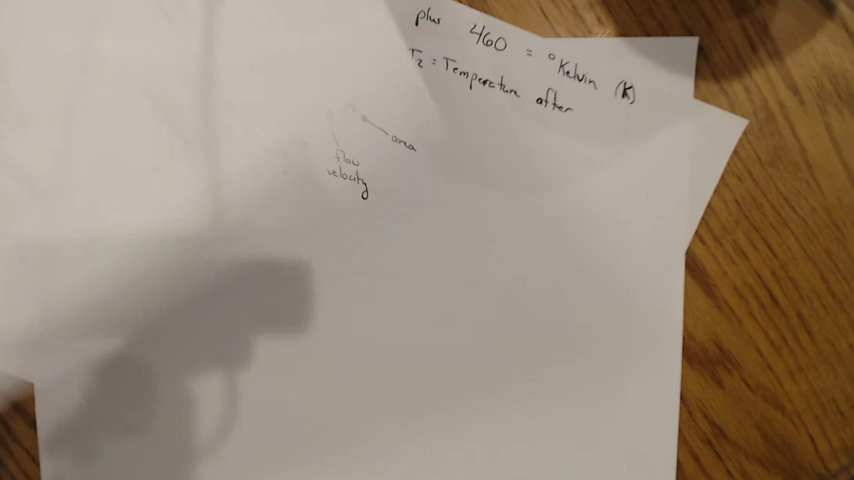 plus 460 = °Kelvin (K)
T₂ = Temperature after
area
flow
velocity